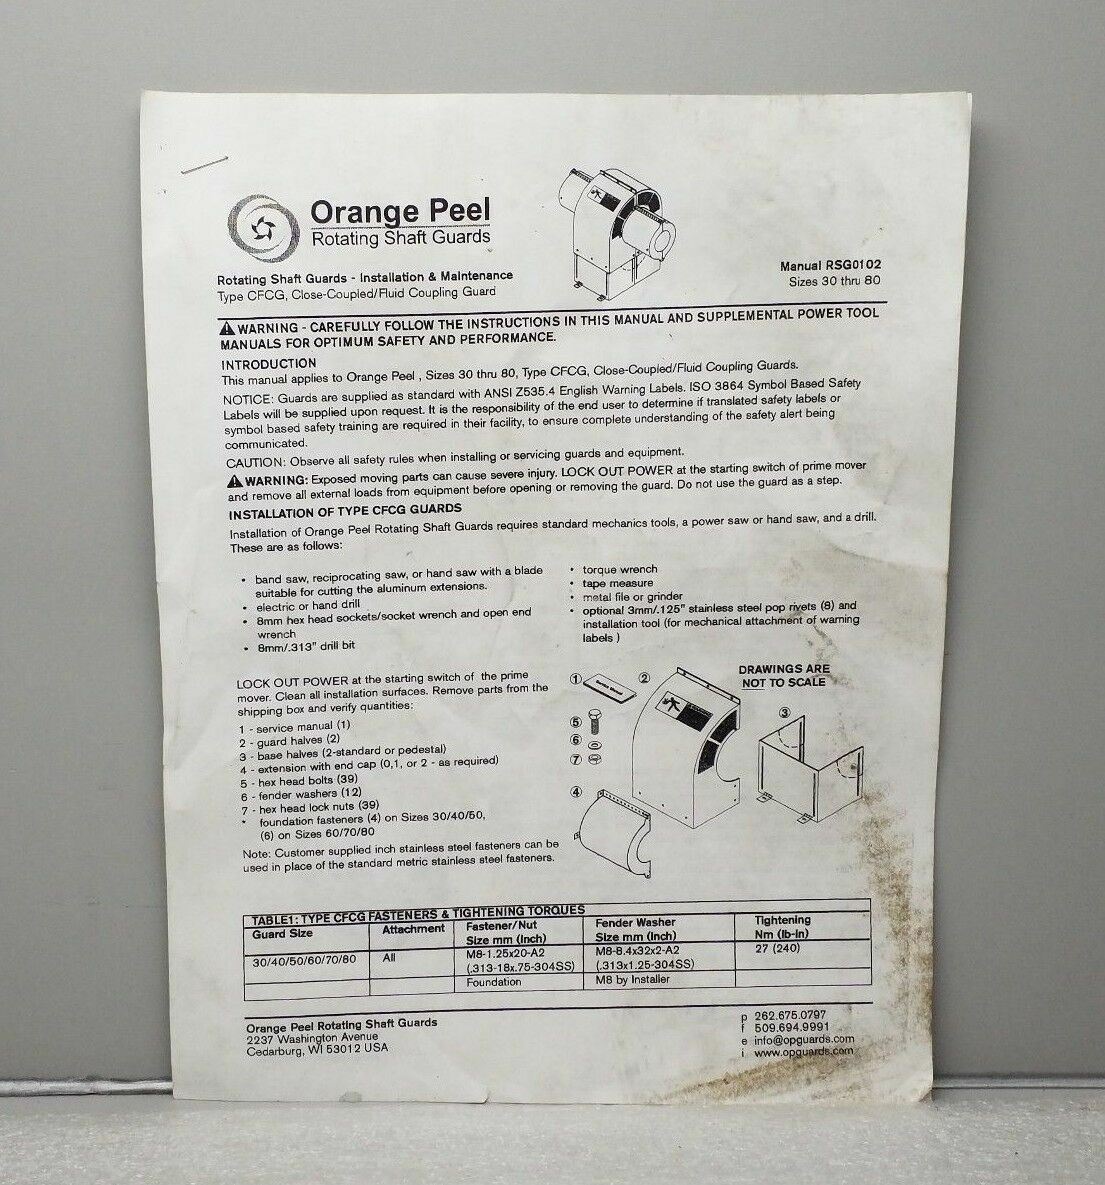 Orange Peel
Rotating Shaft Guards
Rotating Shaft Guards - Installation & Maintenance
Type CFCG, Close-Coupled/Fluid Coupling Guard
Manual RSG0102
Sizes 30 thru 80
WARNING - CAREFULLY FOLLOW THE INSTRUCTIONS IN THIS MANUAL AND SUPPLEMENTAL POWER TOOL
MANUALS FOR OPTIMUM SAFETY AND PERFORMANCE.
INTRODUCTION
This manual applies to Orange Peel , Sizes 30 thru 80, Type CFCG, Close-Coupled/Fluid Coupling Guards.
NOTICE: Guards are supplied as standard with ANSI Z535.4 English Warning Labels. ISO 3864 Symbol Based Safety
Labels will be supplied upon request. It is the responsibility of the end user to determine if translated safety labels or
symbol based safety training are required in their facility, to ensure complete understanding of the safety alert being
communicated.
CAUTION: Observe all safety rules when installing or servicing guards and equipment.
WARNING: Exposed moving parts can cause severe injury. LOCK OUT POWER at the starting switch of prime mover
and remove all external loads from equipment before opening or removing the guard. Do not use the guard as a step.
INSTALLATION OF TYPE CFCG GUARDS
Installation of Orange Peel Rotating Shaft Guards requires standard mechanics tools, a power saw or hand saw, and a drill.
These are as follows:
• band saw, reciprocating saw, or hand saw with a blade
suitable for cutting the aluminum extensions.
• electric or hand drill
• 8mm hex head sockets/socket wrench and open end
wrench
• 8mm/.313" drill bit
• torque wrench
• tape measure
• metal file or grinder
• optional 3mm/.125" stainless steel pop rivets (8) and
installation tool (for mechanical attachment of warning
labels )
LOCK OUT POWER at the starting switch of the prime
mover. Clean all installation surfaces. Remove parts from the
shipping box and verify quantities:
1 - service manual (1)
2 - guard halves (2)
3 - base halves (2-standard or pedestal)
4 - extension with end cap (0,1, or 2 - as required)
5 - hex head bolts (39)
6 - fender washers (12)
7 - hex head lock nuts (39)
* foundation fasteners (4) on Sizes 30/40/50,
(6) on Sizes 60/70/80
Note: Customer supplied inch stainless steel fasteners can be
used in place of the standard metric stainless steel fasteners.
DRAWINGS ARE
NOT TO SCALE
1
Service Manual
2
3
5
6
7
4
TABLE1: TYPE CFCG FASTENERS & TIGHTENING TORQUES
Guard Size Attachment Fastener/Nut Fender Washer Tightening
Size mm (Inch) Size mm (Inch) Nm (lb-in)
30/40/50/60/70/80 All M8-1.25x20-A2 M8-8.4x32x2-A2 27 (240)
(.313-18x.75-304SS) (.313x1.25-304SS)
Foundation M8 by Installer
Orange Peel Rotating Shaft Guards
2237 Washington Avenue
Cedarburg, WI 53012 USA
p 262.675.0797
f 509.694.9991
e info@opguards.com
i www.opguards.com